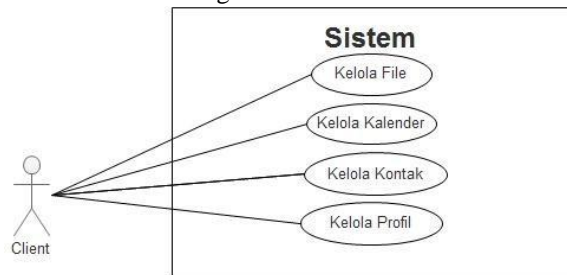 Sistem
Kelola File
Kelola Kalender
Kelola Kontak
Kelola Profil
Client